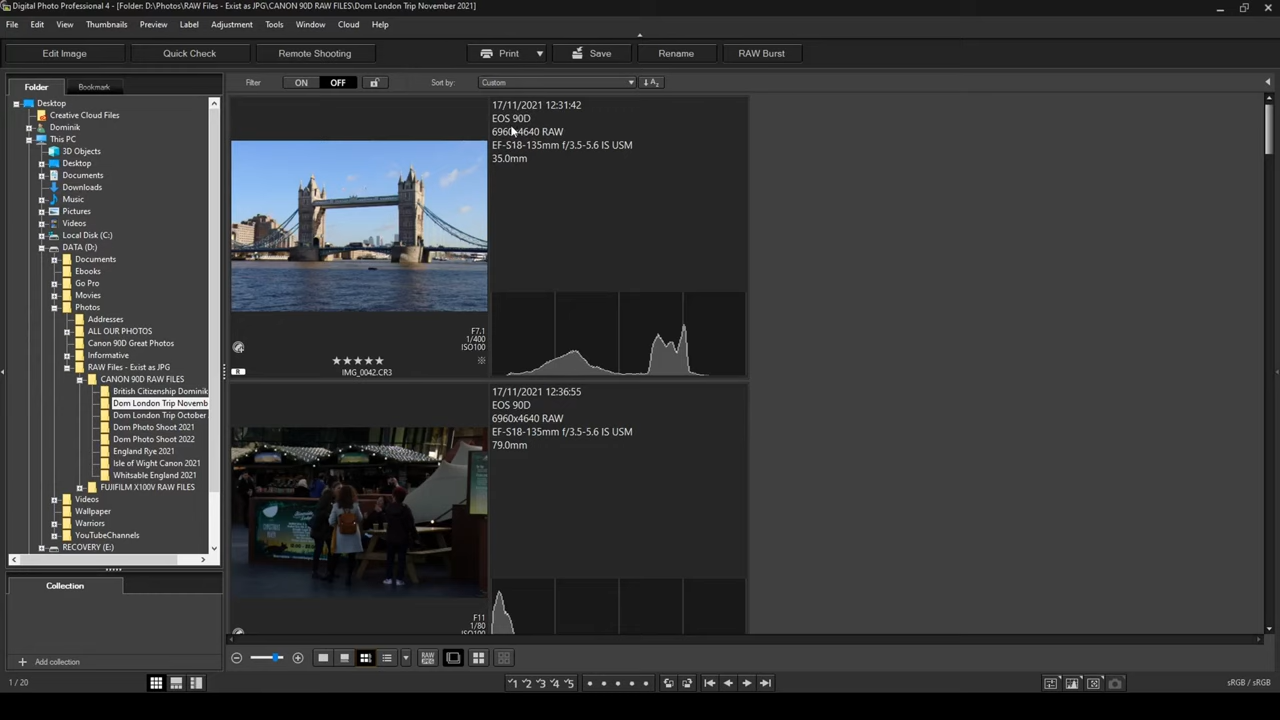 Digital Photo Professional 4 - [Folder: D:\Photos\RAW Files - Exist as JPG\CANON 90D RAW FILES\Dom London Trip November 2021]
File Edit View Thumbnails Preview Label Adjustment Tools Window Cloud Help
Edit Image Quick Check Remote Shooting Print Save Rename RAW Burst
Folder Bookmark Filter ON OFF Sort by: Custom
Desktop
Creative Cloud Files
Dominik
This PC
3D Objects
Desktop
Documents
Downloads
Music
Pictures
Videos
Local Disk (C:)
DATA (D:)
Documents
Ebooks
Go Pro
Movies
Photos
Addresses
ALL OUR PHOTOS
Canon 90D Great Photos
Informative
RAW Files - Exist as JPG
CANON 90D RAW FILES
British Citizenship Dominik
Dom London Trip Novemb
Dom London Trip October
Dom Photo Shoot 2021
Dom Photo Shoot 2022
England Rye 2021
Isle of Wight Canon 2021
Whitsable England 2021
FUJIFILM X100V RAW FILES
Videos
Wallpaper
Warriors
YouTubeChannels
RECOVERY (E:)
Collection
Add collection
17/11/2021 12:31:42
EOS 90D
6960x4640 RAW
EF-S18-135mm f/3.5-5.6 IS USM
35.0mm
F7.1
1/400
ISO100
R
IMG_0042.CR3
17/11/2021 12:36:55
EOS 90D
6960x4640 RAW
EF-S18-135mm f/3.5-5.6 IS USM
79.0mm
F11
1/80
ISO100
RAW
JPEG
1 / 20
1 2 3 4 5
sRGB / sRGB